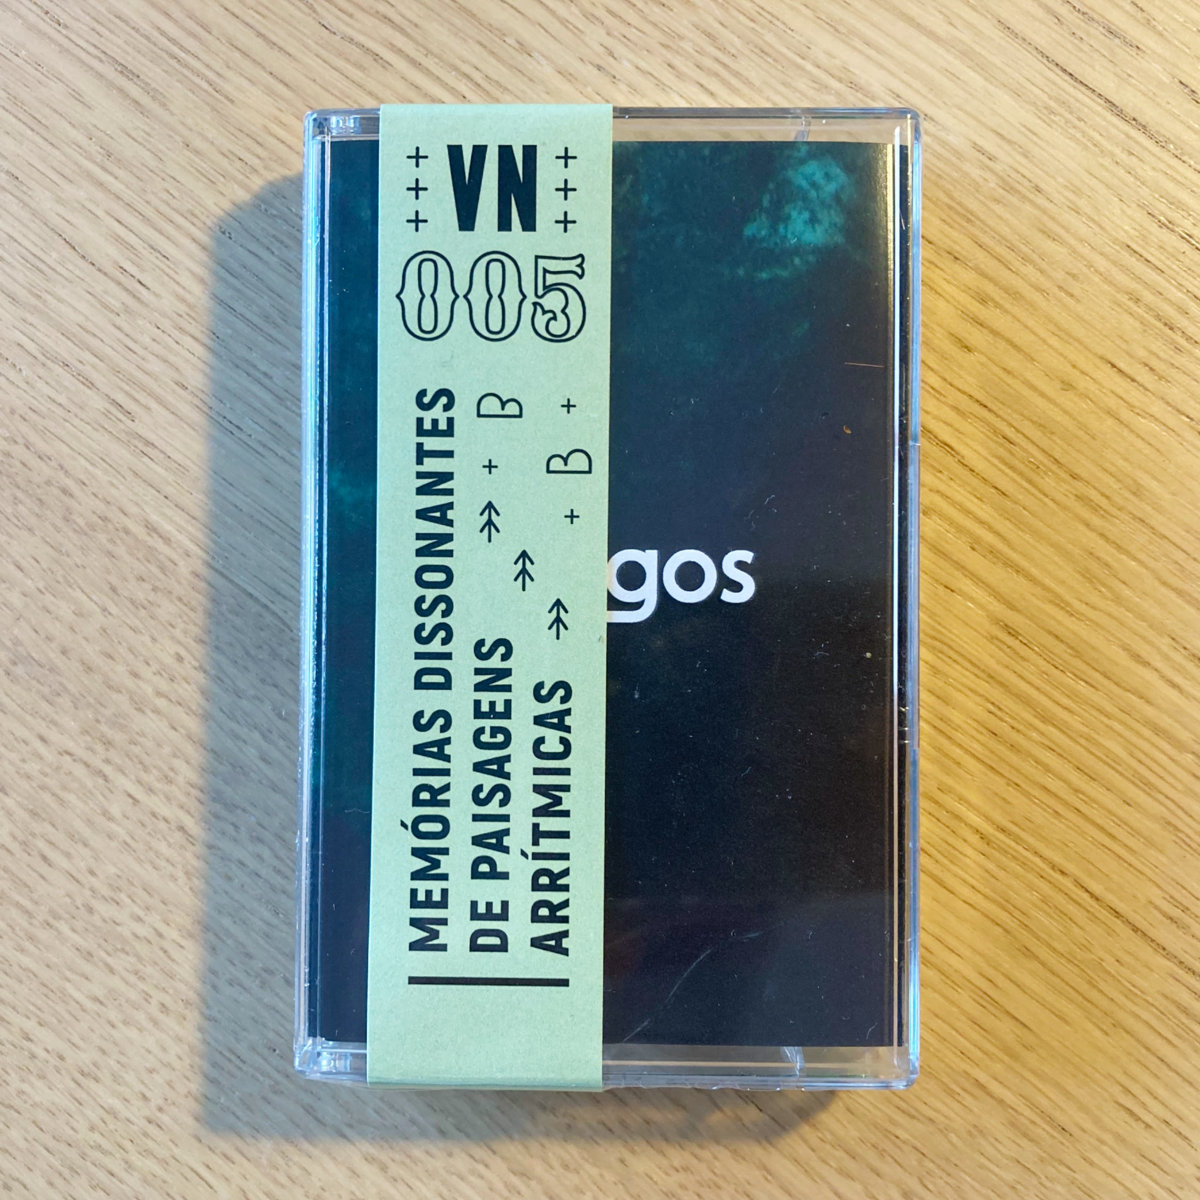 VN
005
MEMÓRIAS DISSONANTES
DE PAISAGENS
ARRÍTMICAS
B
B
gos